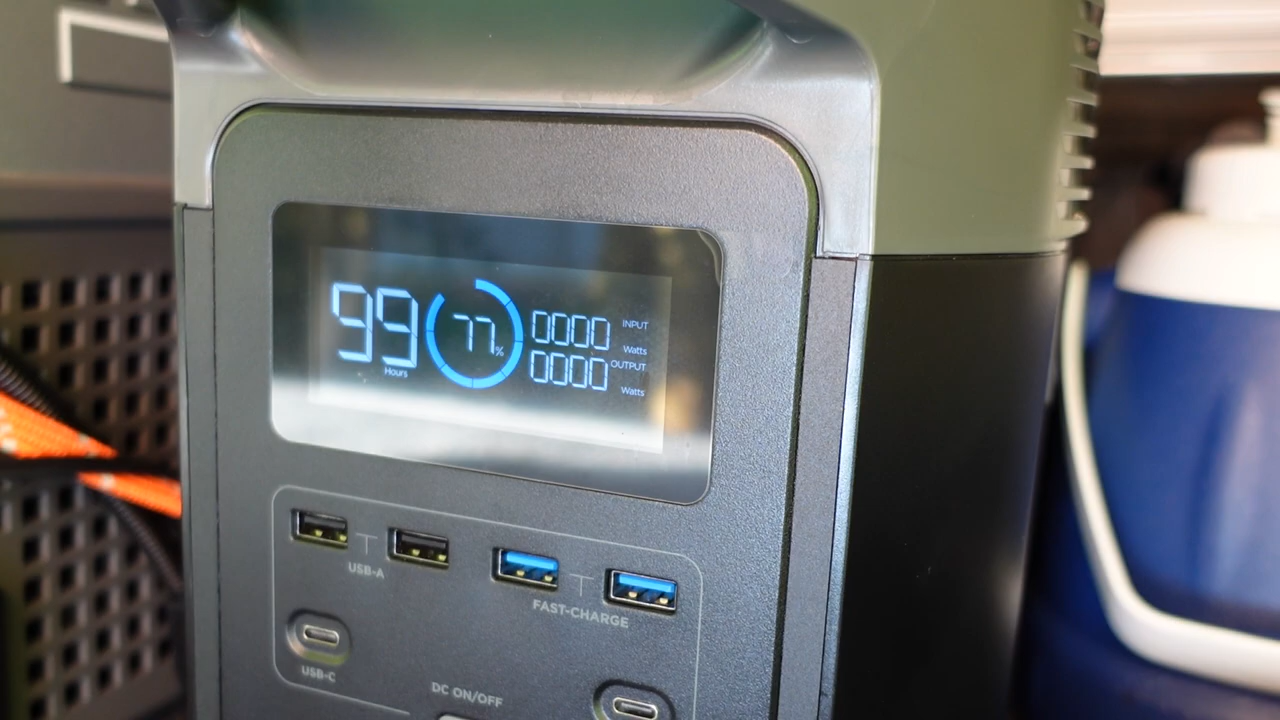 99
Hours
77%
0000 INPUT
Watts
0000 OUTPUT
Watts
USB-A
FAST-CHARGE
USB-C
DC ON/OFF